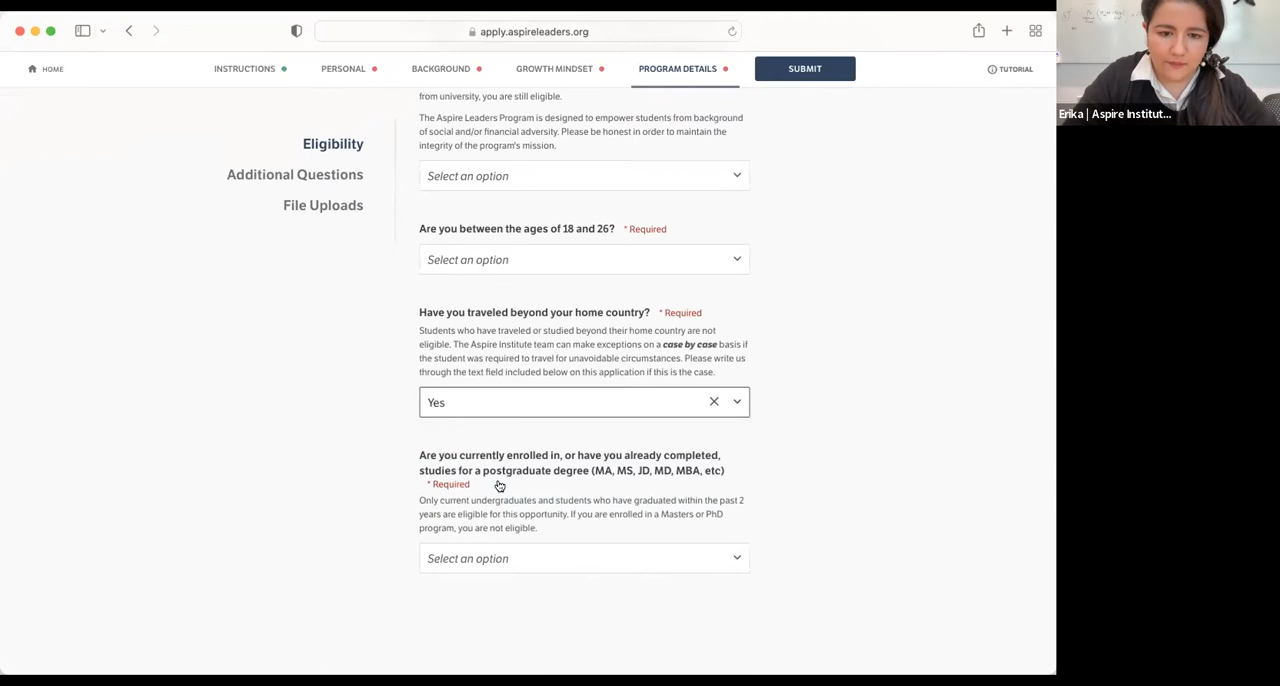 apply.aspireleaders.org
HOME
INSTRUCTIONS
PERSONAL
BACKGROUND
GROWTH MINDSET
PROGRAM DETAILS
SUBMIT
TUTORIAL
Erika | Aspire Institut...
Eligibility
Additional Questions
File Uploads
from university, you are still eligible.
The Aspire Leaders Program is designed to empower students from background
of social and/or financial adversity. Please be honest in order to maintain the
integrity of the program's mission.
Select an option
Are you between the ages of 18 and 26? * Required
Select an option
Have you traveled beyond your home country? * Required
Students who have traveled or studied beyond their home country are not
eligible. The Aspire Institute team can make exceptions on a case by case basis if
the student was required to travel for unavoidable circumstances. Please write us
through the text field included below on this application if this is the case.
Yes
Are you currently enrolled in, or have you already completed,
studies for a postgraduate degree (MA, MS, JD, MD, MBA, etc)
* Required
Only current undergraduates and students who have graduated within the past 2
years are eligible for this opportunity. If you are enrolled in a Masters or PhD
program, you are not eligible.
Select an option